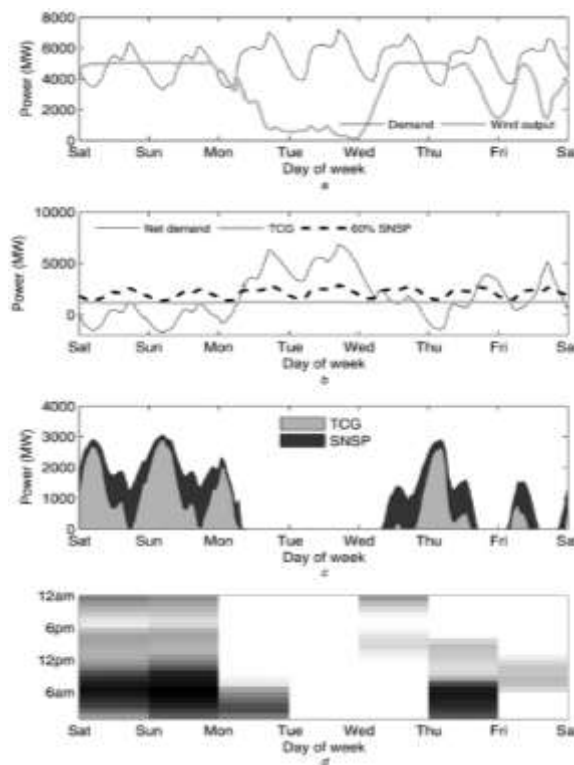 8000
6000
4000
2000
0
Power (MW)
Demand Wind output
Sat Sun Mon Tue Wed Thu Fri Sa
Day of week
a
10000
5000
0
Power (MW)
Net demand TCG 60% SNSP
Sat Sun Mon Tue Wed Thu Fri Sa
Day of week
b
4000
3000
2000
1000
0
Power (MW)
TCG
SNSP
Sat Sun Mon Tue Wed Thu Fri Sa
Day of week
c
12am
6pm
12pm
6am
Sat Sun Mon Tue Wed Thu Fri Sa
Day of week
d